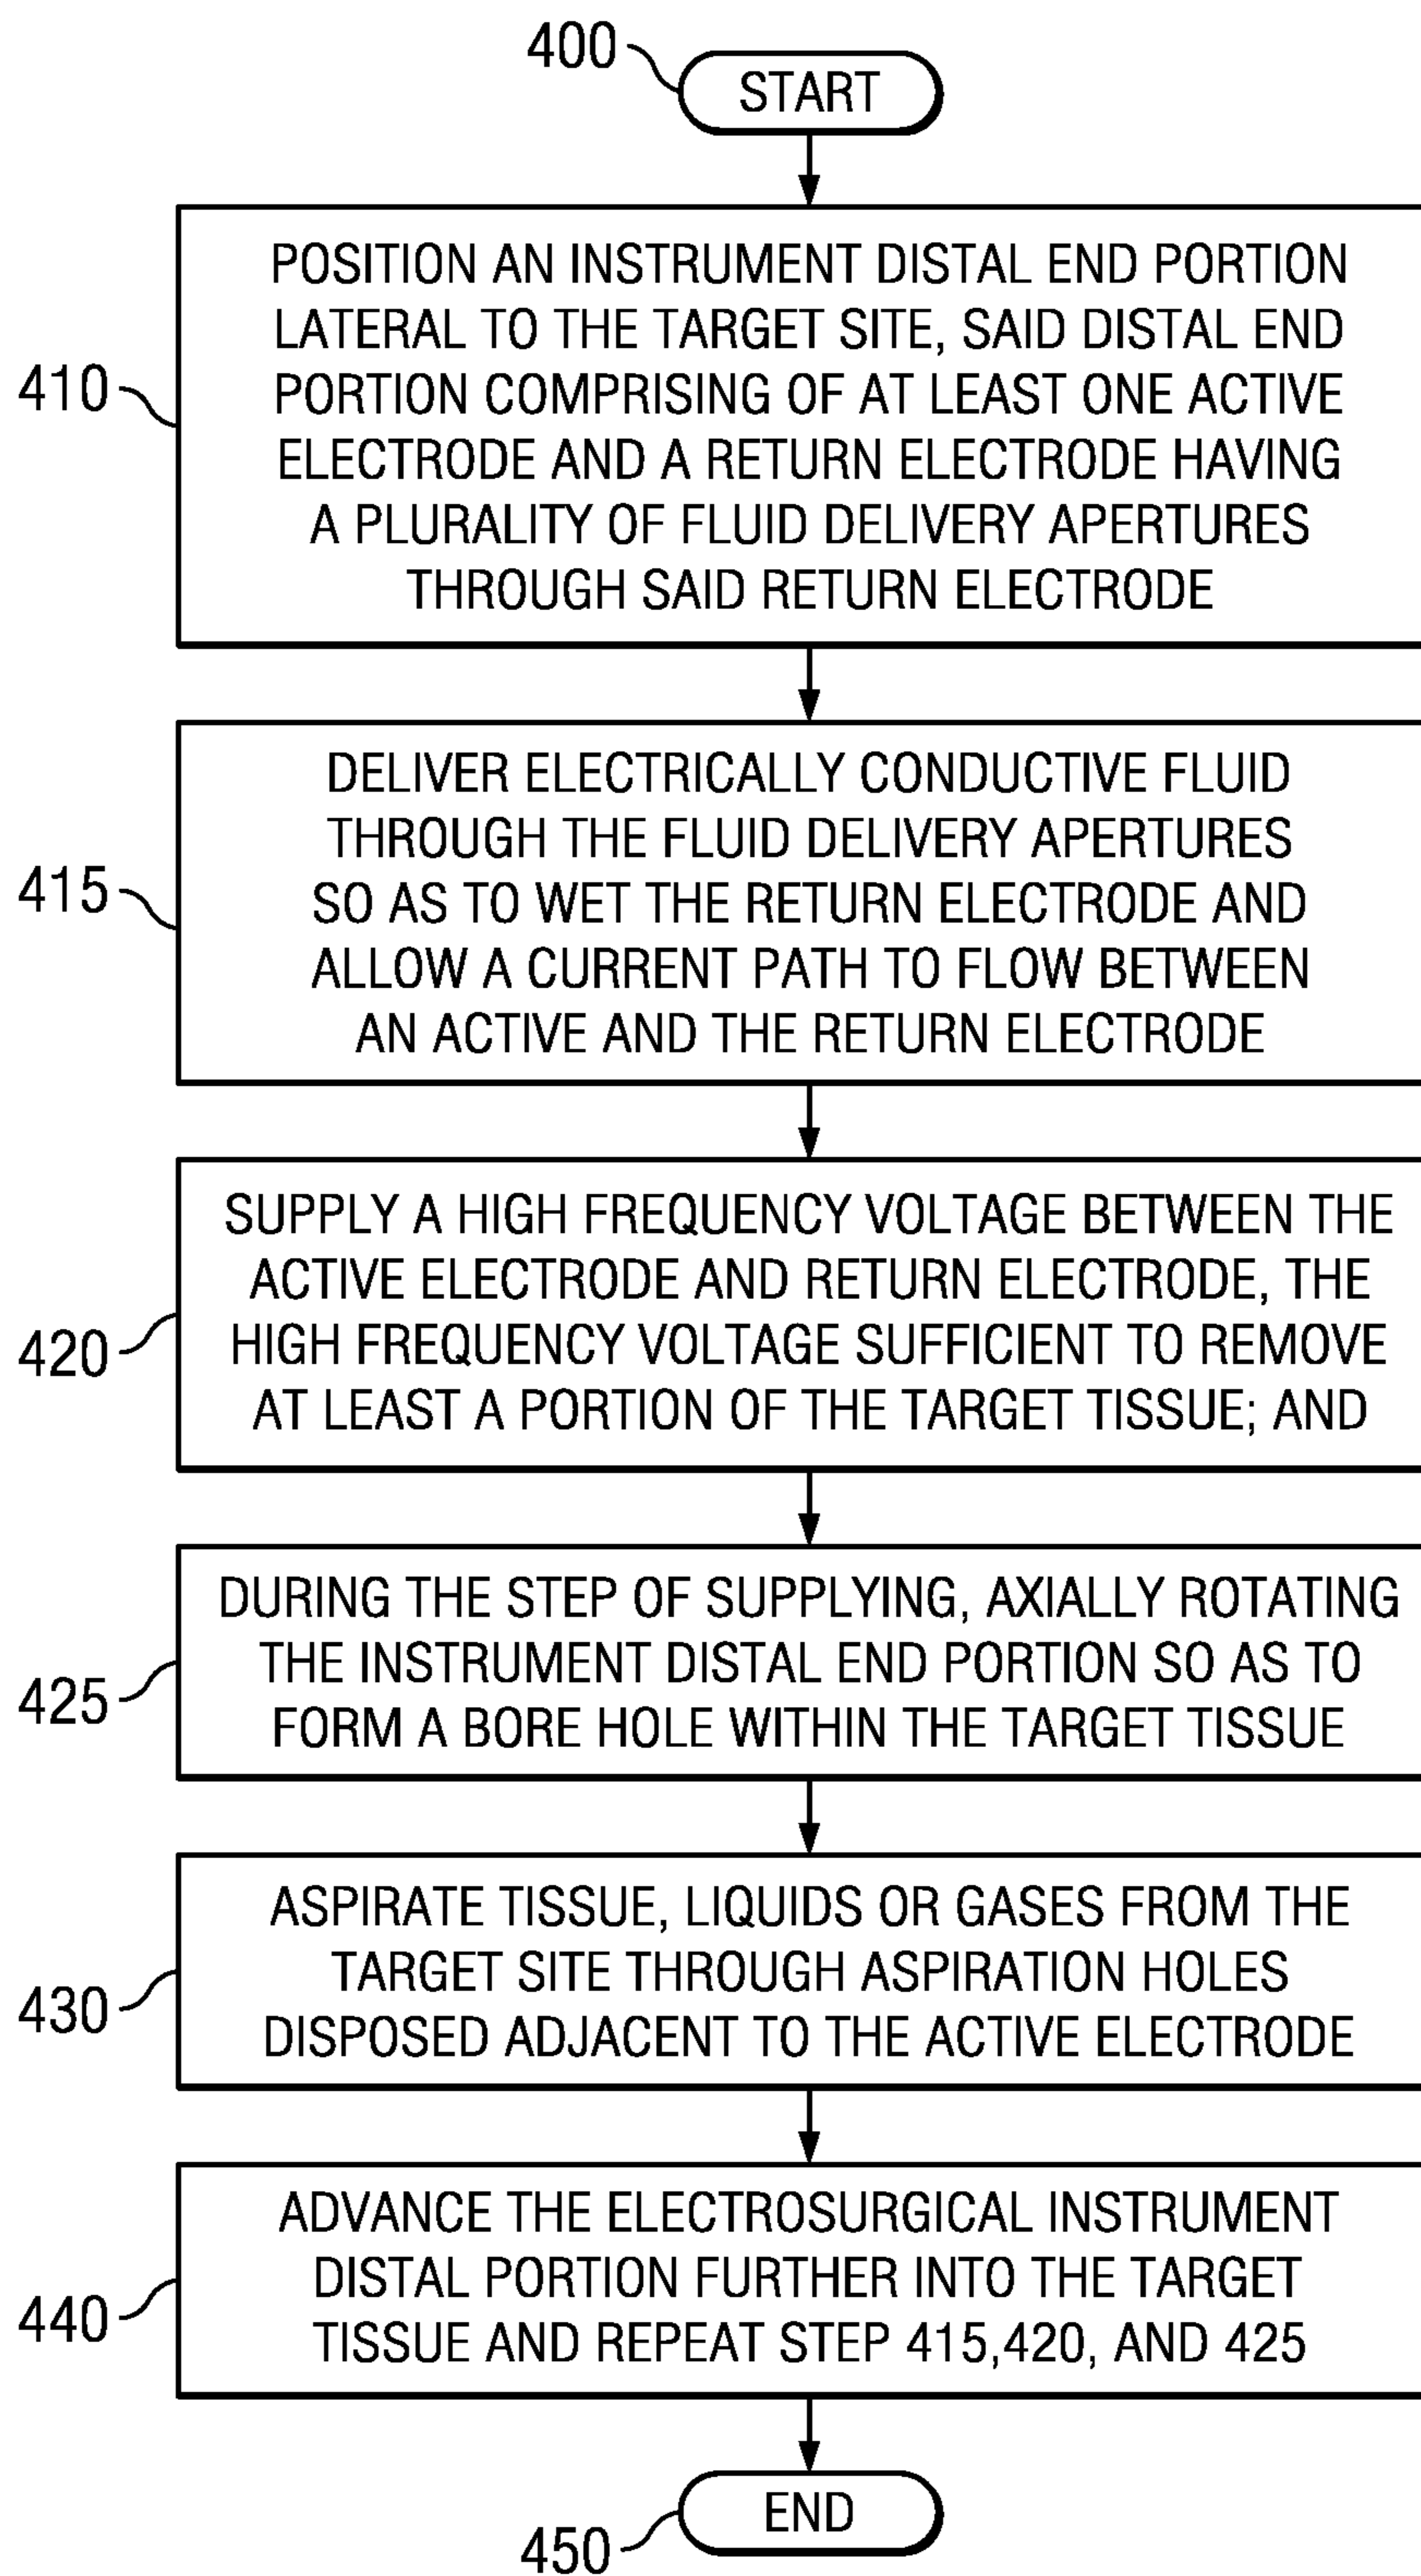 400
START
410
POSITION AN INSTRUMENT DISTAL END PORTION
LATERAL TO THE TARGET SITE, SAID DISTAL END
PORTION COMPRISING OF AT LEAST ONE ACTIVE
ELECTRODE AND A RETURN ELECTRODE HAVING
A PLURALITY OF FLUID DELIVERY APERTURES
THROUGH SAID RETURN ELECTRODE
415
DELIVER ELECTRICALLY CONDUCTIVE FLUID
THROUGH THE FLUID DELIVERY APERTURES
SO AS TO WET THE RETURN ELECTRODE AND
ALLOW A CURRENT PATH TO FLOW BETWEEN
AN ACTIVE AND THE RETURN ELECTRODE
420
SUPPLY A HIGH FREQUENCY VOLTAGE BETWEEN THE
ACTIVE ELECTRODE AND RETURN ELECTRODE, THE
HIGH FREQUENCY VOLTAGE SUFFICIENT TO REMOVE
AT LEAST A PORTION OF THE TARGET TISSUE; AND
425
DURING THE STEP OF SUPPLYING, AXIALLY ROTATING
THE INSTRUMENT DISTAL END PORTION SO AS TO
FORM A BORE HOLE WITHIN THE TARGET TISSUE
430
ASPIRATE TISSUE, LIQUIDS OR GASES FROM THE
TARGET SITE THROUGH ASPIRATION HOLES
DISPOSED ADJACENT TO THE ACTIVE ELECTRODE
440
ADVANCE THE ELECTROSURGICAL INSTRUMENT
DISTAL PORTION FURTHER INTO THE TARGET
TISSUE AND REPEAT STEP 415,420, AND 425
450
END